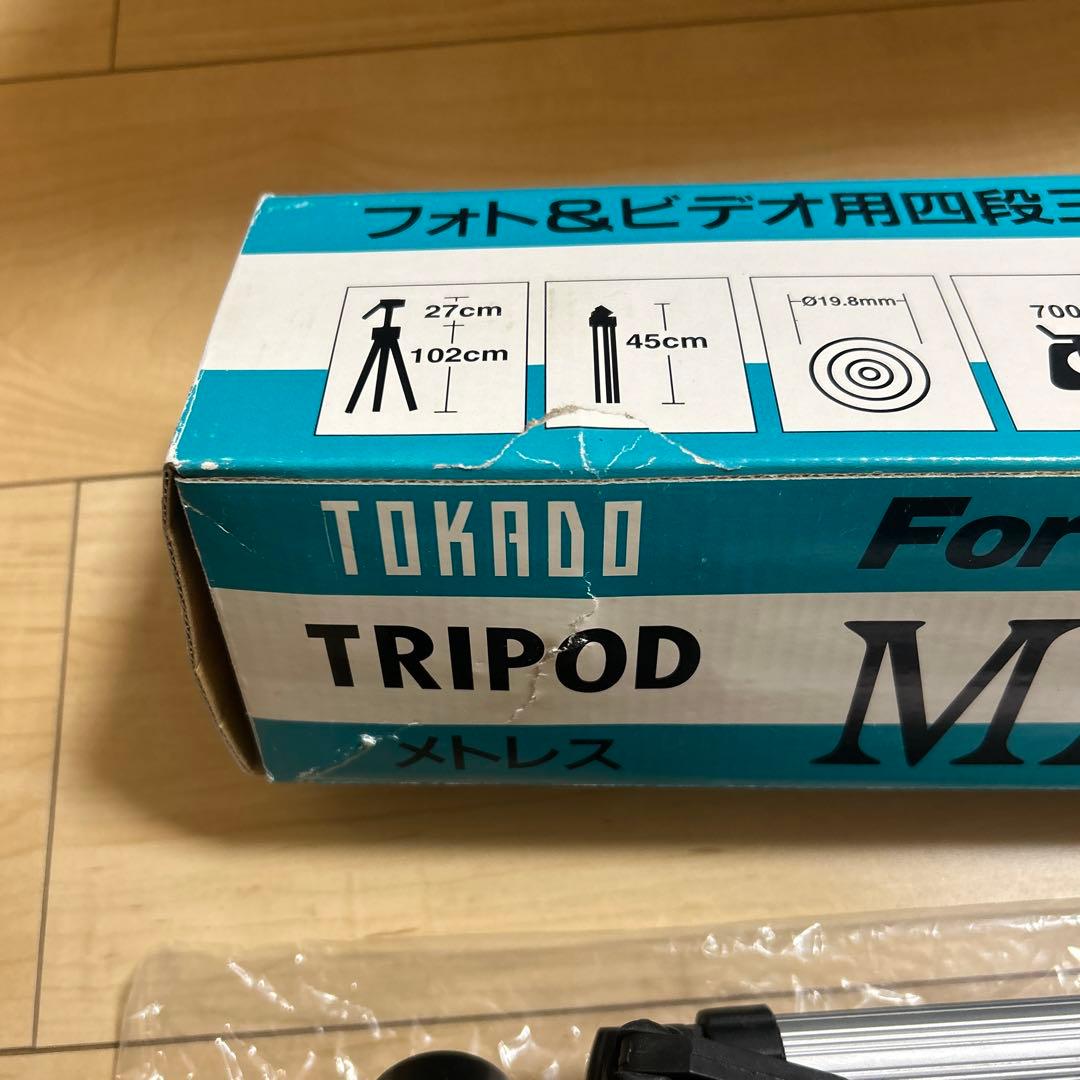 フォト&ビデオ用四段三
27cm
102cm
45cm
Ø19.8mm
700
TOKADO
For
TRIPOD
M
メトレス